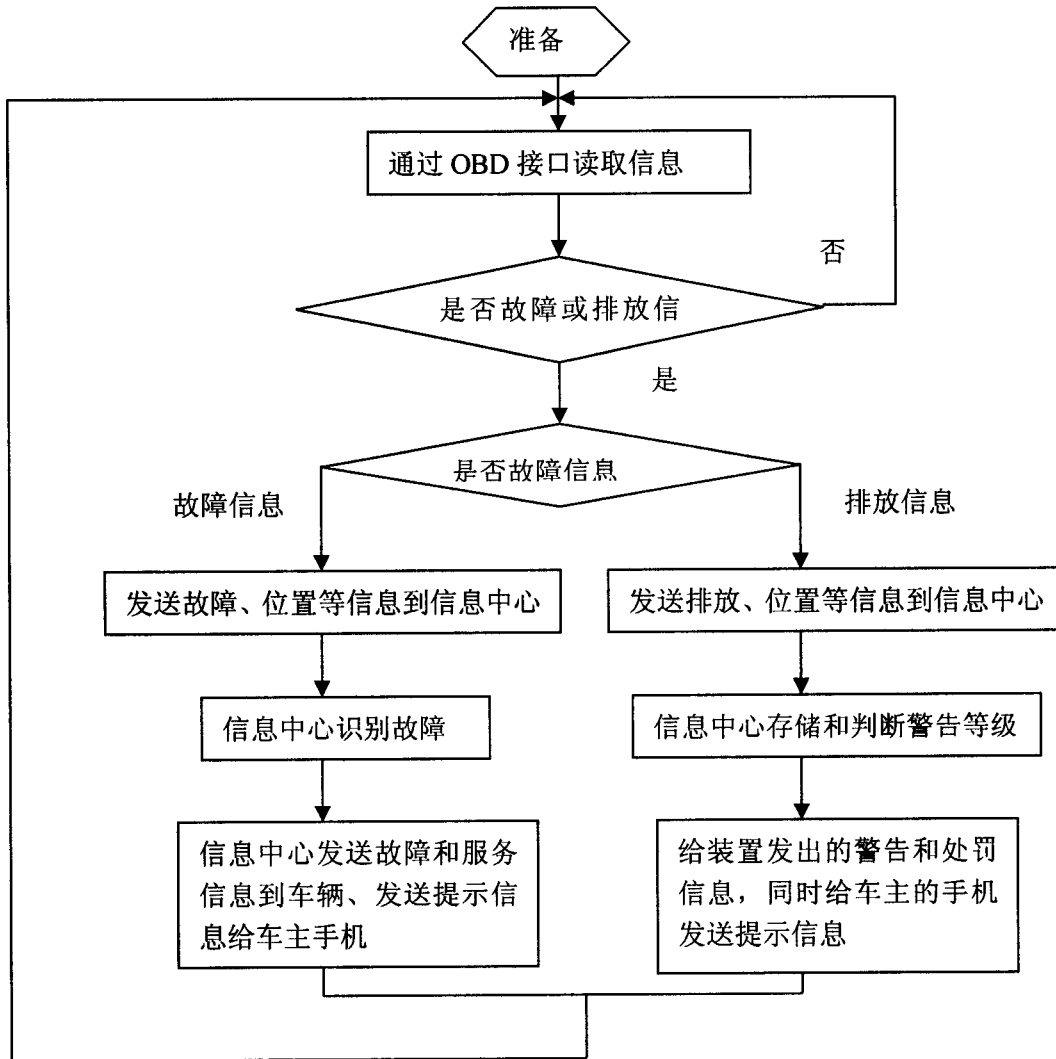 准备
通过 OBD 接口读取信息
否
是否故障或排放信
是
是否故障信息
故障信息
排放信息
发送故障、位置等信息到信息中心
发送排放、位置等信息到信息中心
信息中心识别故障
信息中心存储和判断警告等级
信息中心发送故障和服务
信息到车辆、发送提示信
息给车主手机
给装置发出的警告和处罚
信息，同时给车主的手机
发送提示信息